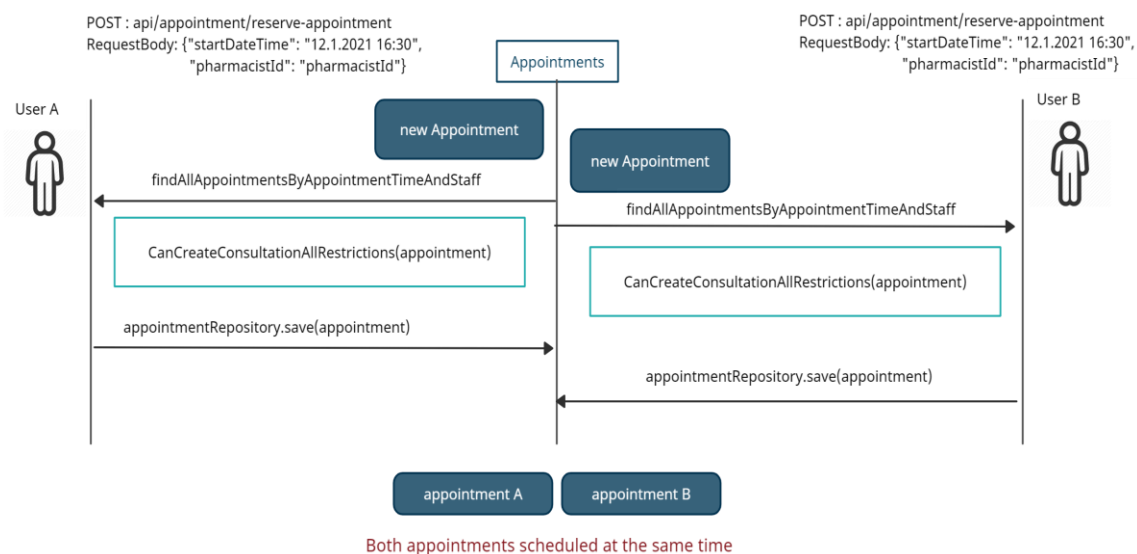 POST : api/appointment/reserve-appointment
RequestBody: {"startDateTime": "12.1.2021 16:30",
"pharmacistId": "pharmacistId"}
POST : api/appointment/reserve-appointment
RequestBody: {"startDateTime": "12.1.2021 16:30",
"pharmacistId": "pharmacistId"}
Appointments
User A
User B
new Appointment
new Appointment
findAllAppointmentsByAppointmentTimeAndStaff
findAllAppointmentsByAppointmentTimeAndStaff
CanCreateConsultationAllRestrictions(appointment)
CanCreateConsultationAllRestrictions(appointment)
appointmentRepository.save(appointment)
appointmentRepository.save(appointment)
appointment A
appointment B
Both appointments scheduled at the same time